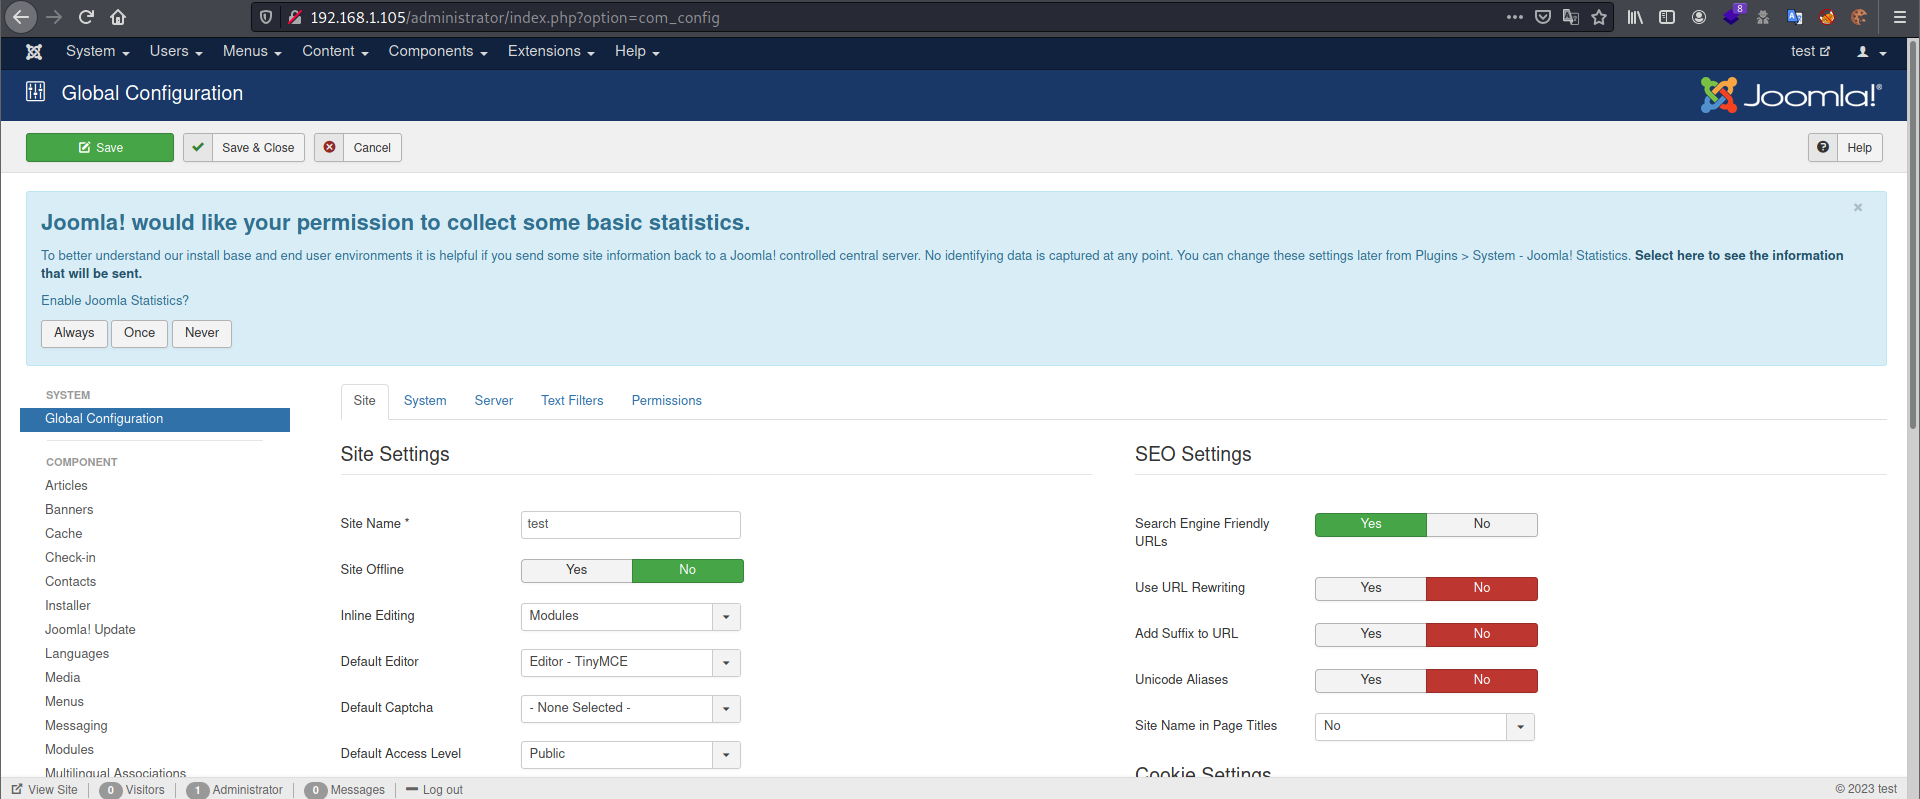 192.168.1.105/administrator/index.php?option=com_config
8
System Users Menus Content Components Extensions Help test
Global Configuration
Joomla!®
Save Save & Close Cancel Help
Joomla! would like your permission to collect some basic statistics.
To better understand our install base and end user environments it is helpful if you send some site information back to a Joomla! controlled central server. No identifying data is captured at any point. You can change these settings later from Plugins > System - Joomla! Statistics. Select here to see the information
that will be sent.
Enable Joomla Statistics?
Always Once Never
SYSTEM
Global Configuration
COMPONENT
Articles
Banners
Cache
Check-in
Contacts
Installer
Joomla! Update
Languages
Media
Menus
Messaging
Modules
Multilingual Associations
Site System Server Text Filters Permissions
Site Settings
Site Name * test
Site Offline Yes No
Inline Editing Modules
Default Editor Editor - TinyMCE
Default Captcha - None Selected -
Default Access Level Public
SEO Settings
Search Engine Friendly Yes No
URLs
Use URL Rewriting Yes No
Add Suffix to URL Yes No
Unicode Aliases Yes No
Site Name in Page Titles No
Cookie Settings
View Site 0 Visitors 1 Administrator 0 Messages Log out © 2023 test